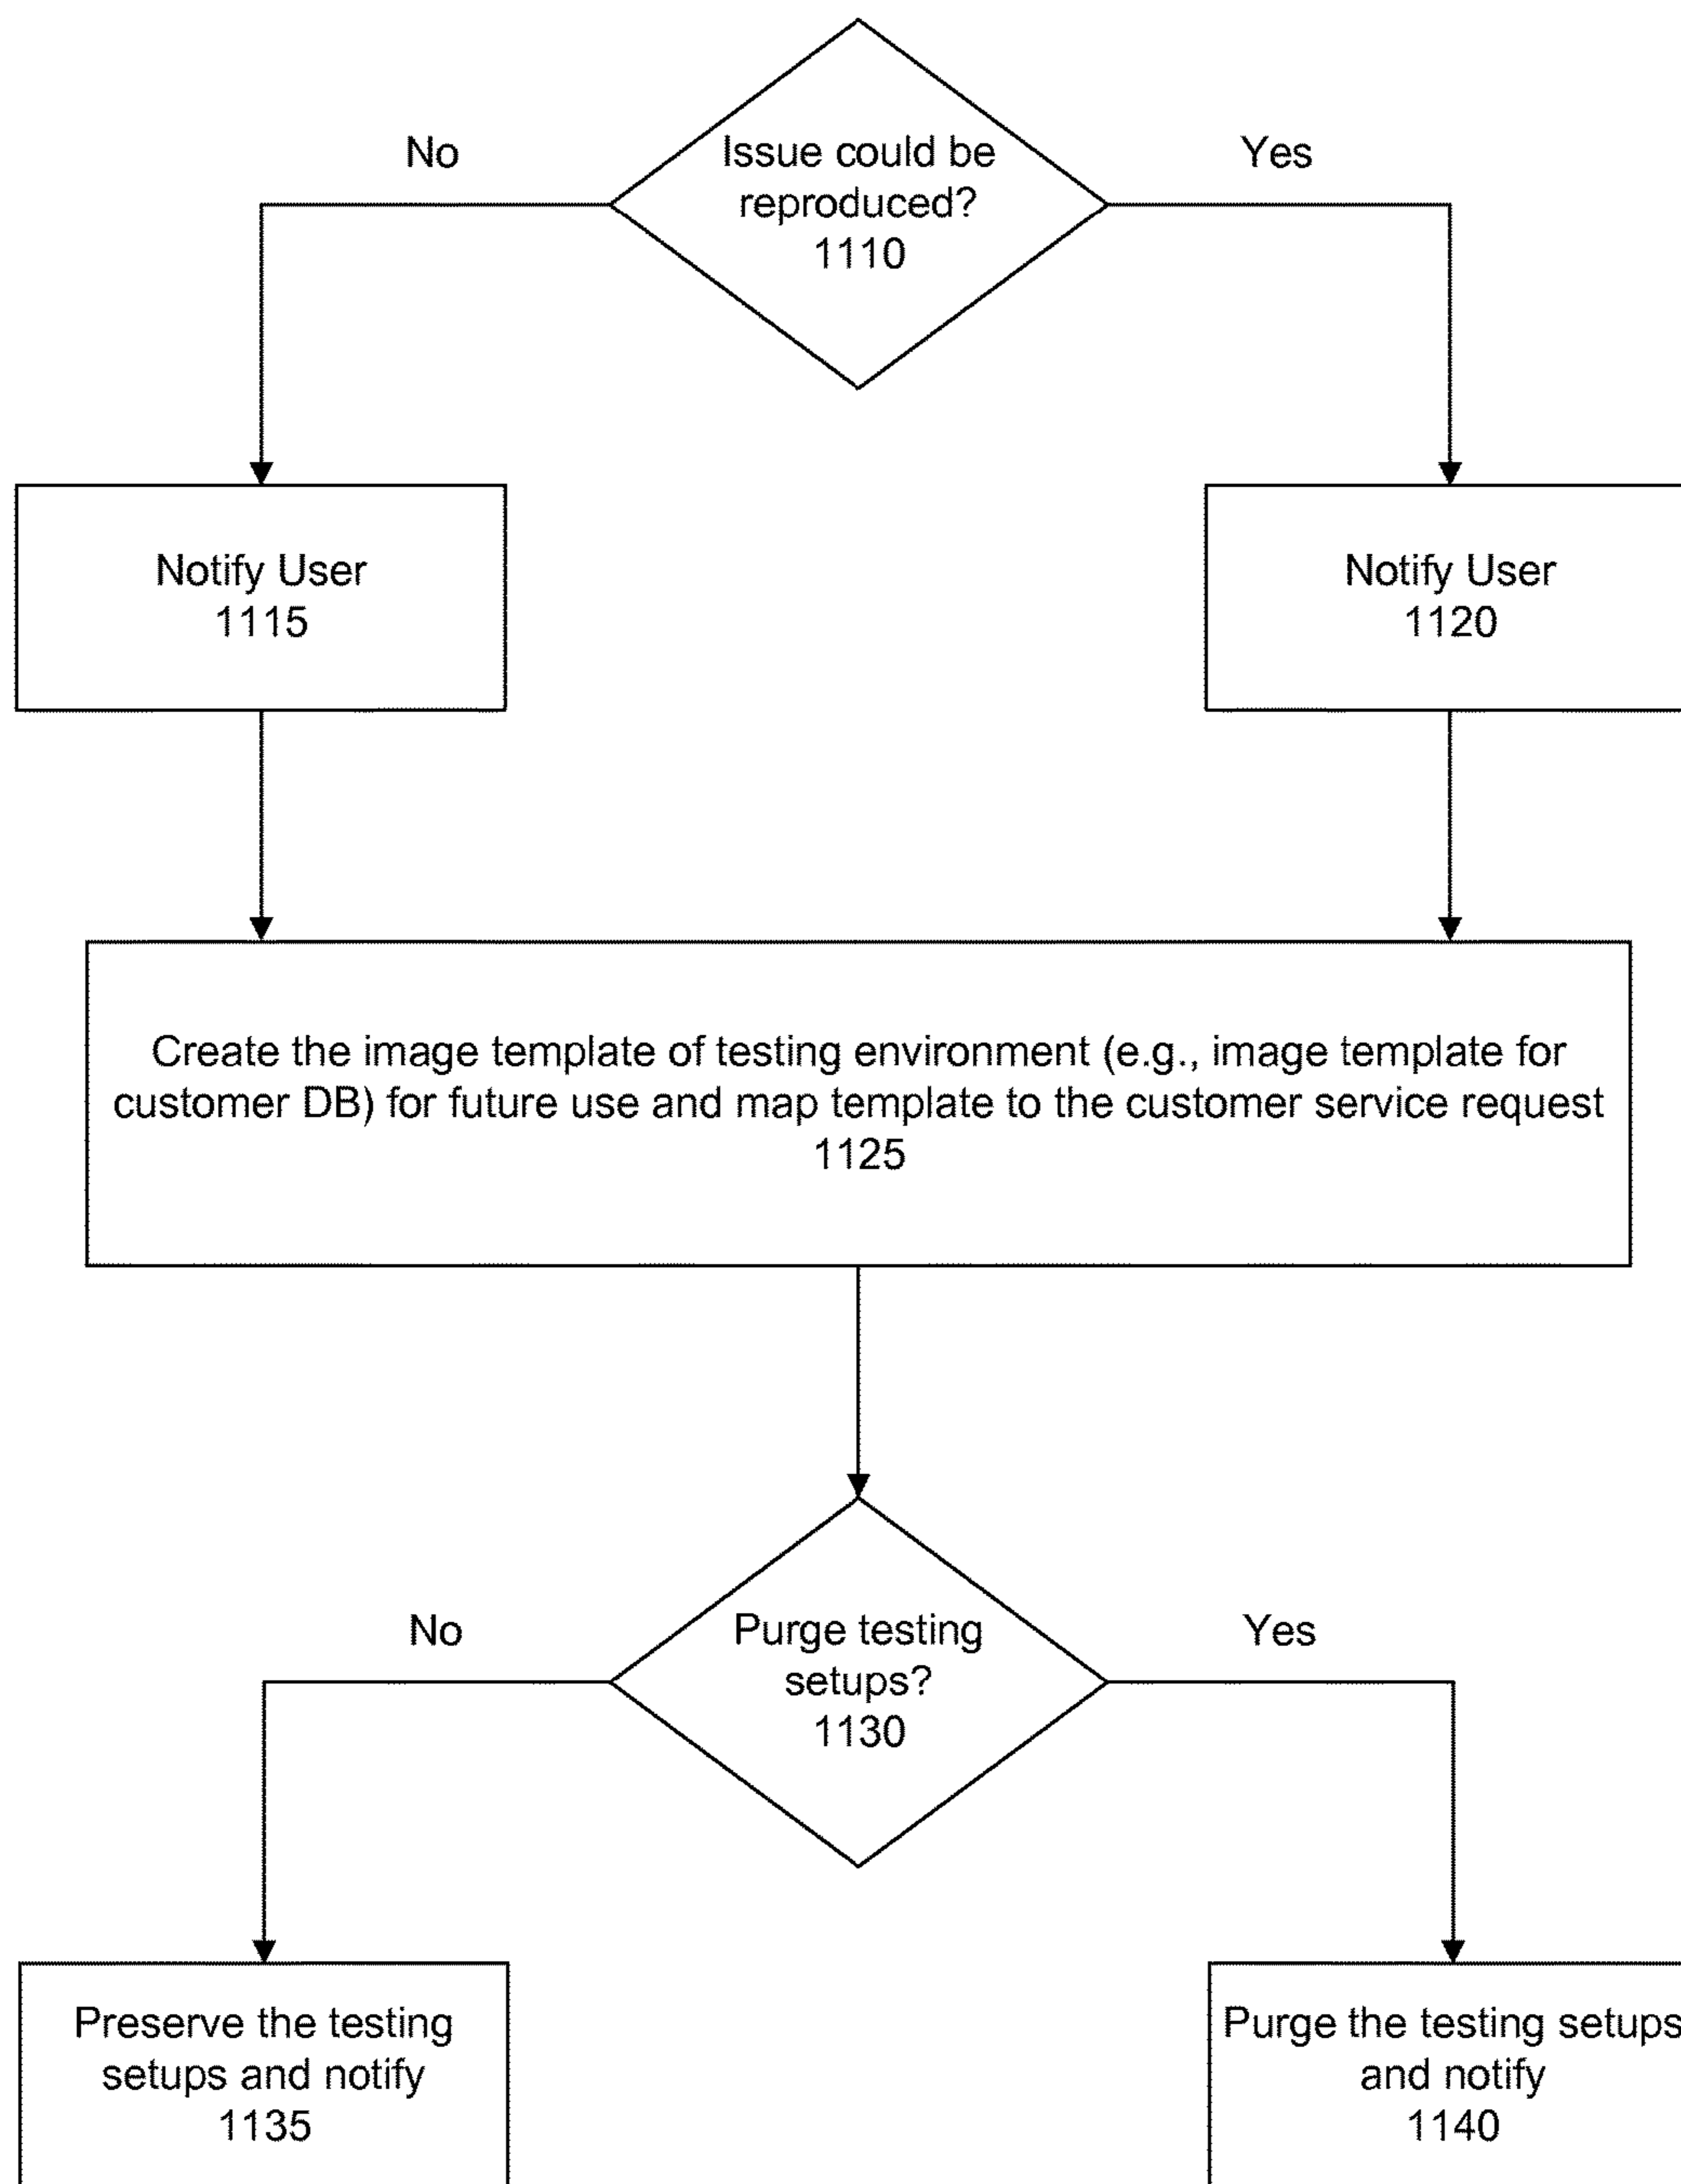 Issue could be
reproduced?
1110
No
Yes
Notify User
1115
Notify User
1120
Create the image template of testing environment (e.g., image template for
customer DB) for future use and map template to the customer service request
1125
Purge testing
setups?
1130
No
Yes
Preserve the testing
setups and notify
1135
Purge the testing setups
and notify
1140